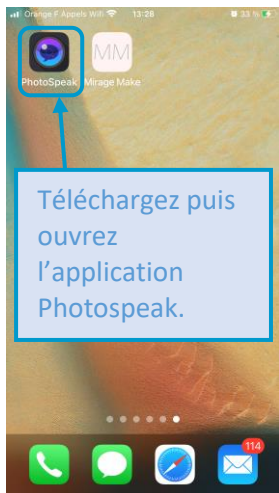 Orange F Appels Wifi 13:28 33 %
MM
PhotoSpeak Mirage Make
Téléchargez puis
ouvrez
l’application
Photospeak.
114